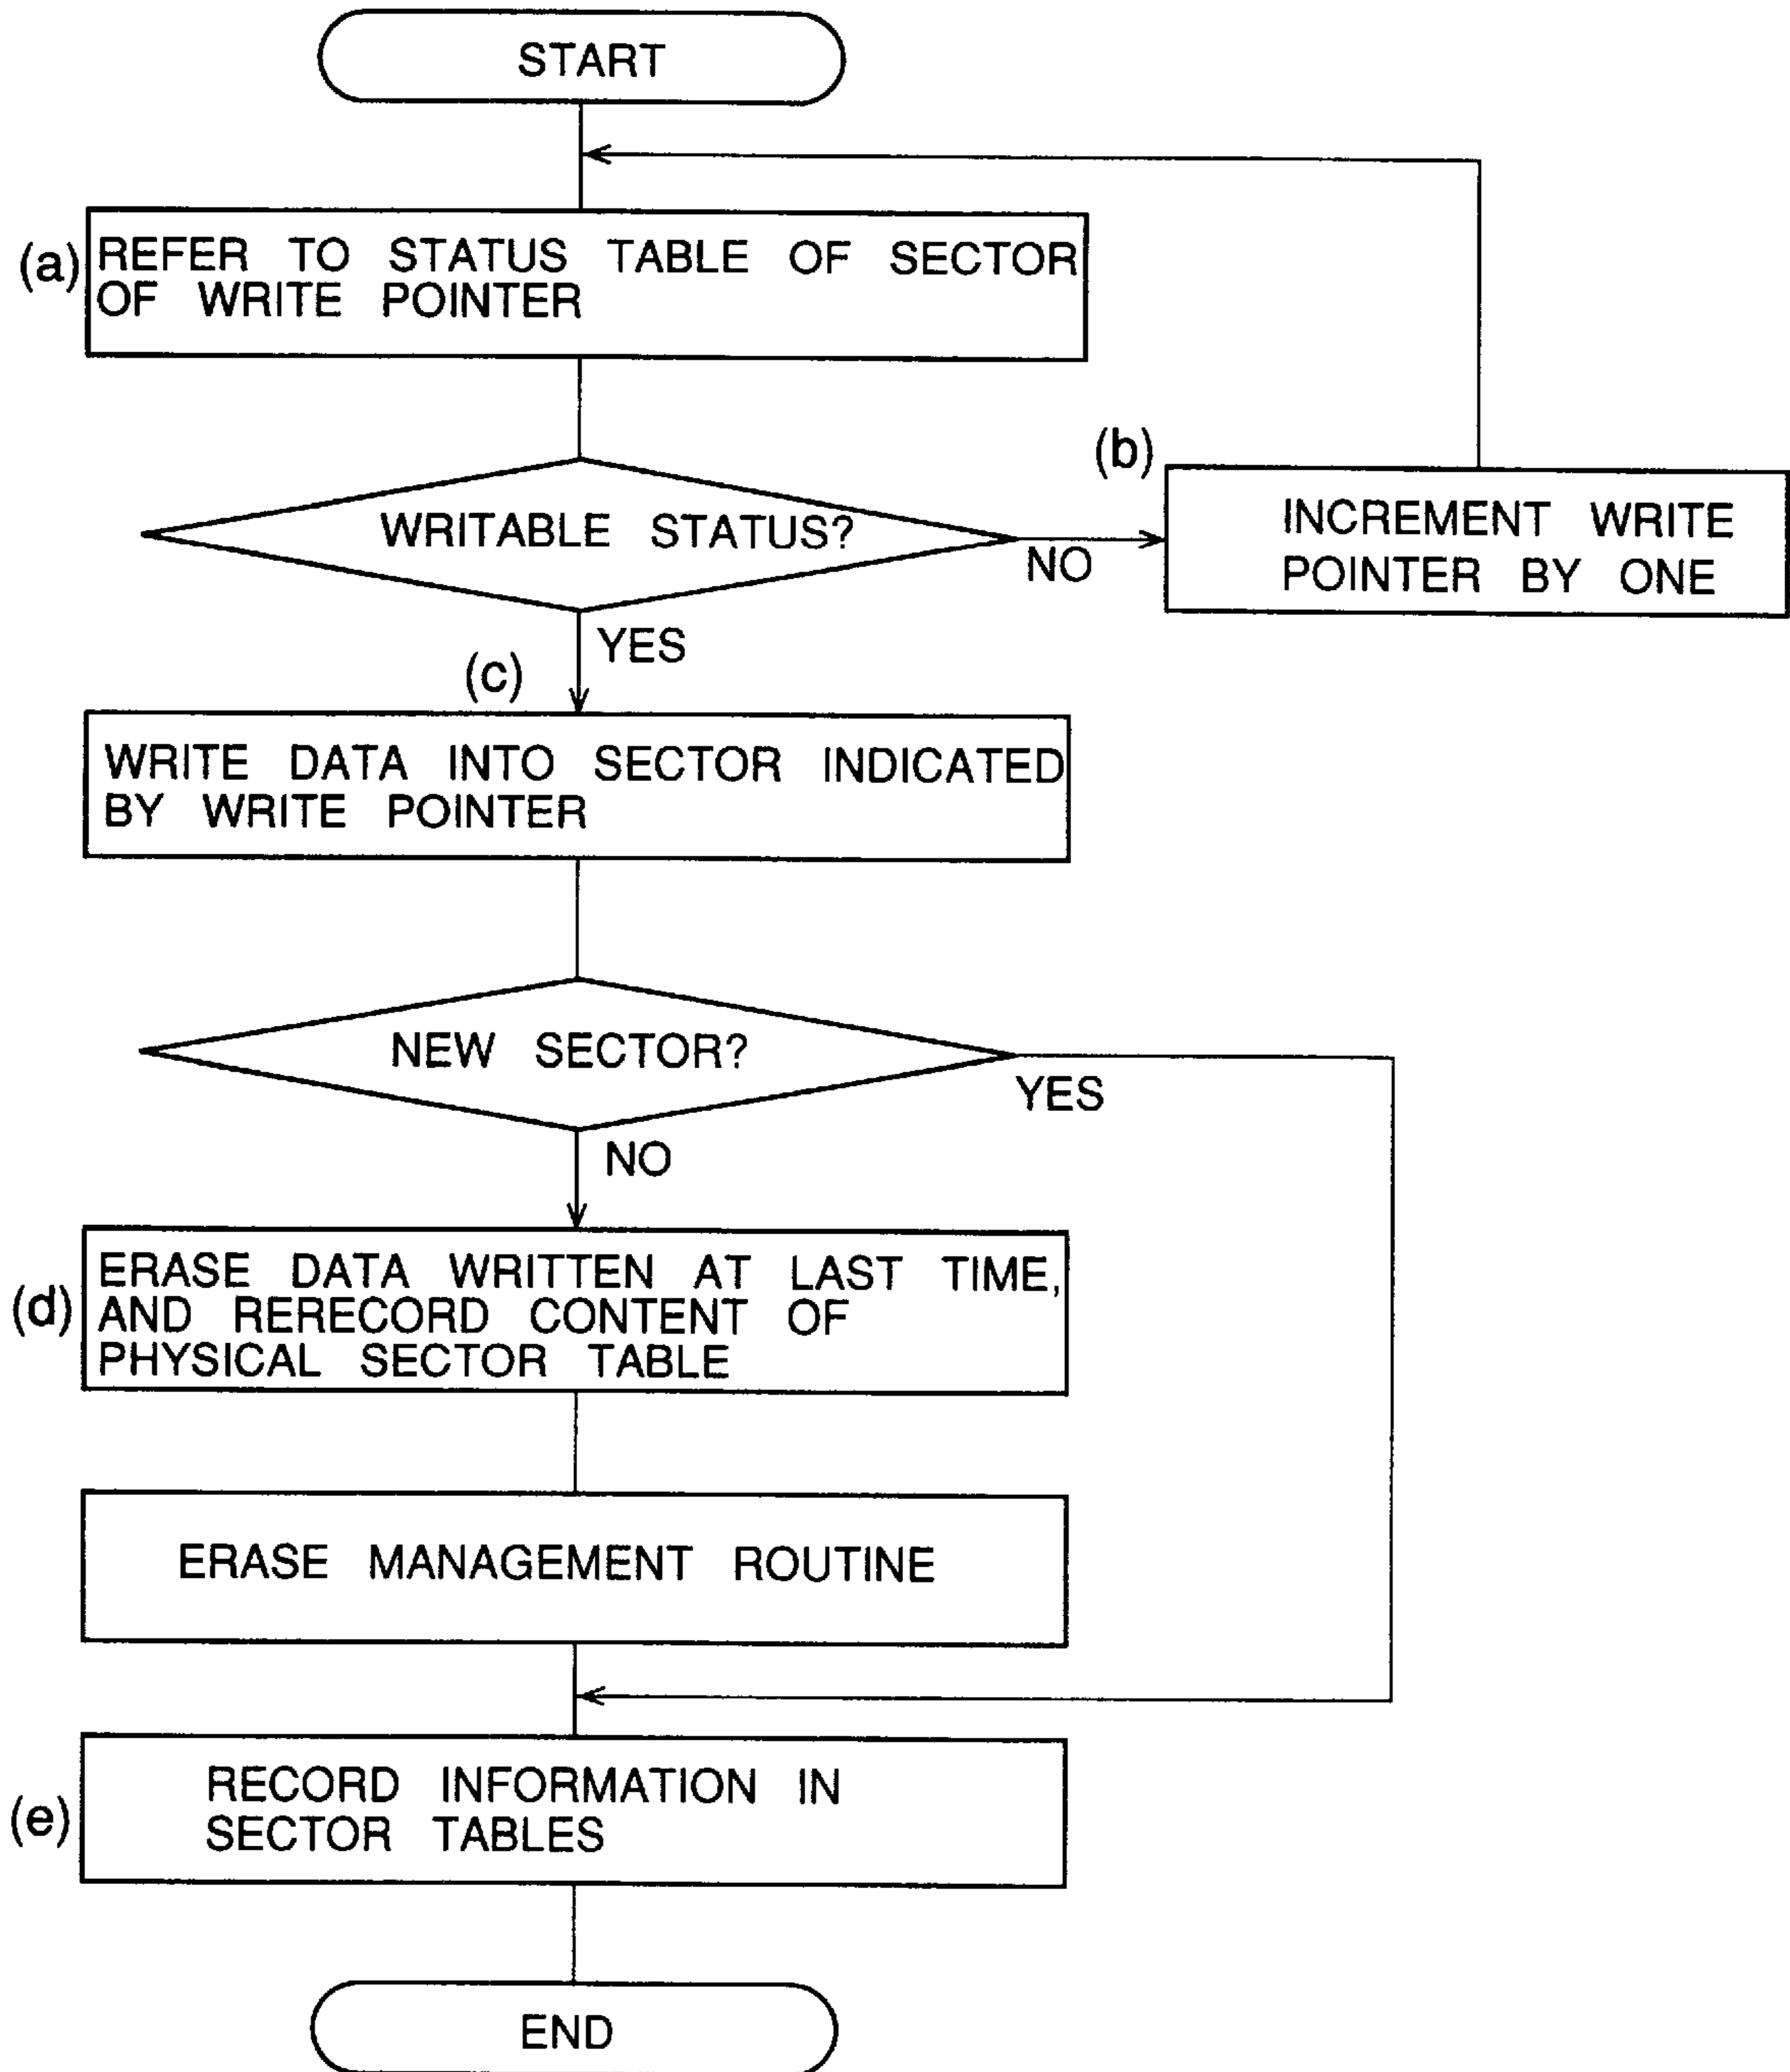 START
(a)
REFER TO STATUS TABLE OF SECTOR
OF WRITE POINTER
WRITABLE STATUS?
NO
(b)
INCREMENT WRITE
POINTER BY ONE
YES
(c)
WRITE DATA INTO SECTOR INDICATED
BY WRITE POINTER
NEW SECTOR?
YES
NO
(d)
ERASE DATA WRITTEN AT LAST TIME,
AND RERECORD CONTENT OF
PHYSICAL SECTOR TABLE
ERASE MANAGEMENT ROUTINE
(e)
RECORD INFORMATION IN
SECTOR TABLES
END